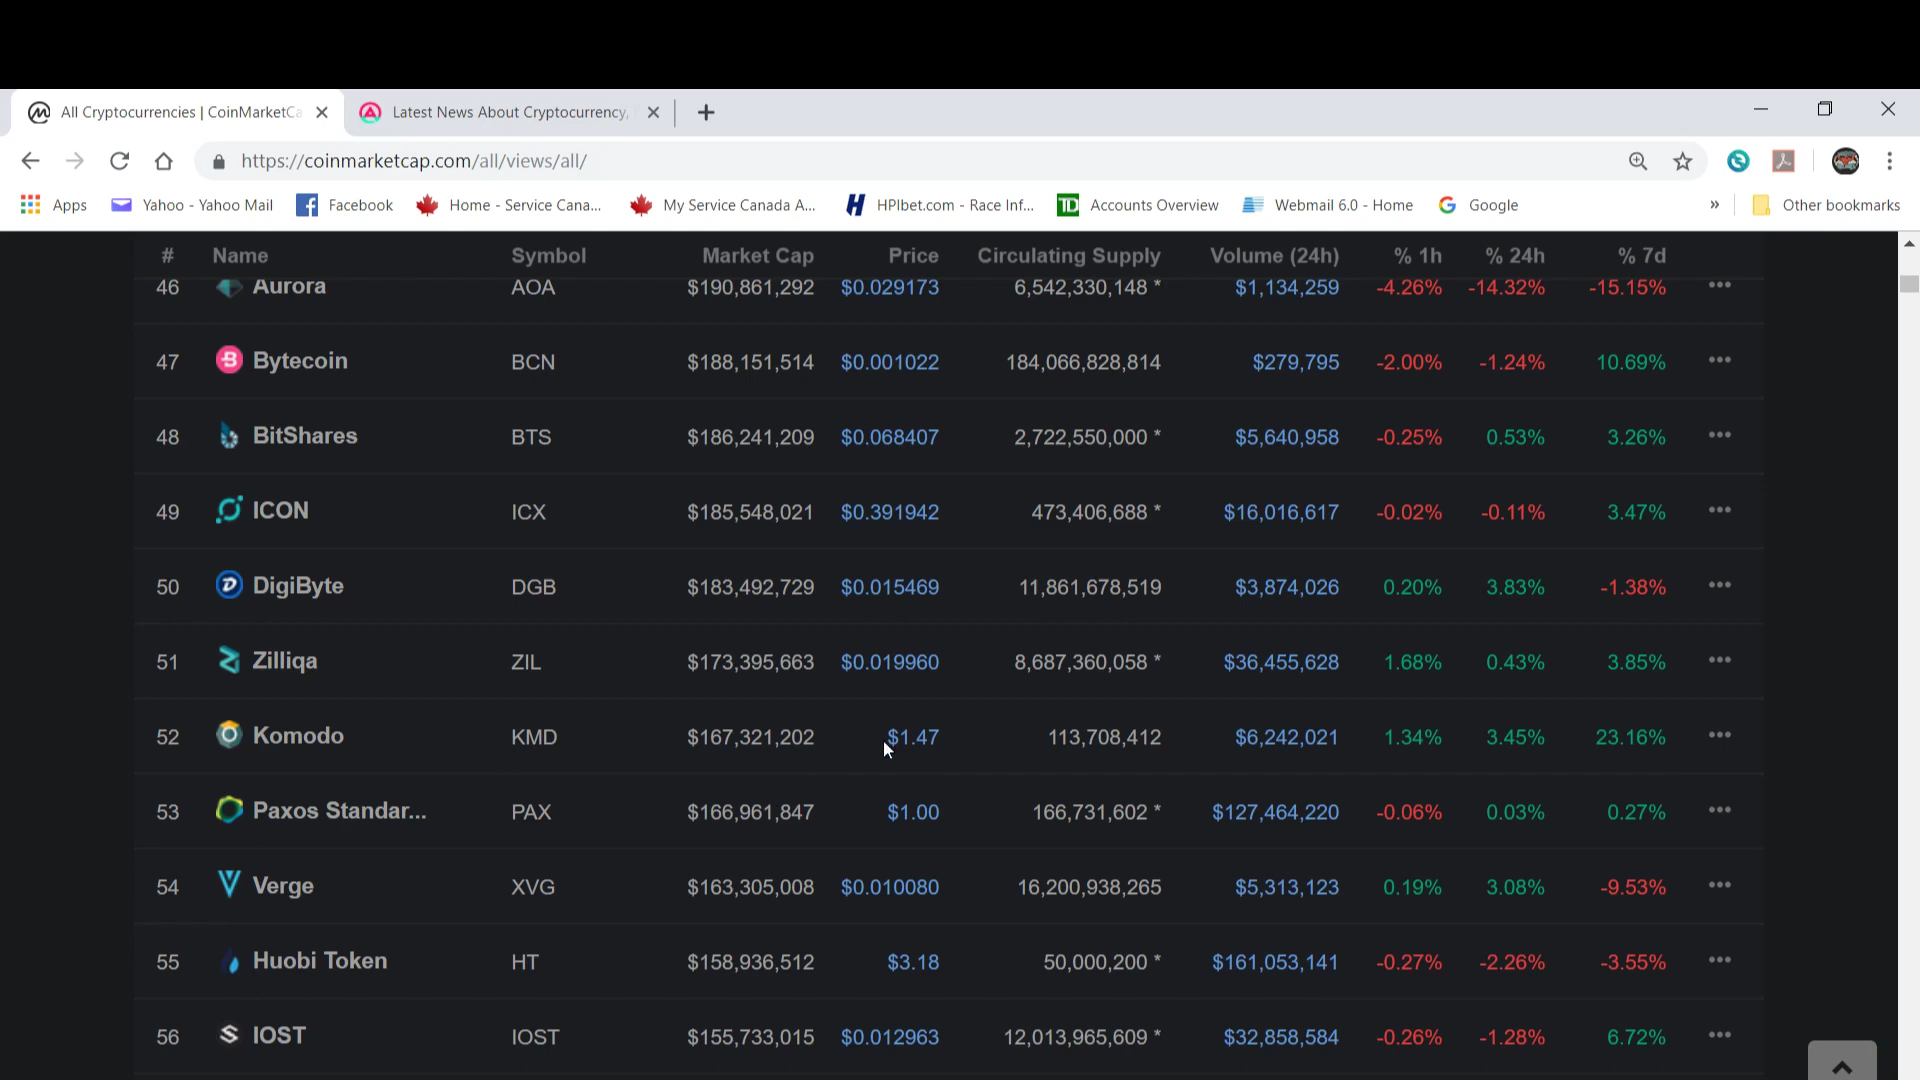 All Cryptocurrencies | CoinMarketCa
Latest News About Cryptocurrency,
https://coinmarketcap.com/all/views/all/
Apps Yahoo - Yahoo Mail Facebook Home - Service Cana... My Service Canada A... HPIbet.com - Race Inf... TD Accounts Overview Webmail 6.0 - Home Google » Other bookmarks
# Name Symbol Market Cap Price Circulating Supply Volume (24h) % 1h % 24h % 7d
46 Aurora AOA $190,861,292 $0.029173 6,542,330,148 * $1,134,259 -4.26% -14.32% -15.15%
47 Bytecoin BCN $188,151,514 $0.001022 184,066,828,814 $279,795 -2.00% -1.24% 10.69%
48 BitShares BTS $186,241,209 $0.068407 2,722,550,000 * $5,640,958 -0.25% 0.53% 3.26%
49 ICON ICX $185,548,021 $0.391942 473,406,688 * $16,016,617 -0.02% -0.11% 3.47%
50 DigiByte DGB $183,492,729 $0.015469 11,861,678,519 $3,874,026 0.20% 3.83% -1.38%
51 Zilliqa ZIL $173,395,663 $0.019960 8,687,360,058 * $36,455,628 1.68% 0.43% 3.85%
52 Komodo KMD $167,321,202 $1.47 113,708,412 $6,242,021 1.34% 3.45% 23.16%
53 Paxos Standar... PAX $166,961,847 $1.00 166,731,602 * $127,464,220 -0.06% 0.03% 0.27%
54 Verge XVG $163,305,008 $0.010080 16,200,938,265 $5,313,123 0.19% 3.08% -9.53%
55 Huobi Token HT $158,936,512 $3.18 50,000,200 * $161,053,141 -0.27% -2.26% -3.55%
56 IOST IOST $155,733,015 $0.012963 12,013,965,609 * $32,858,584 -0.26% -1.28% 6.72%